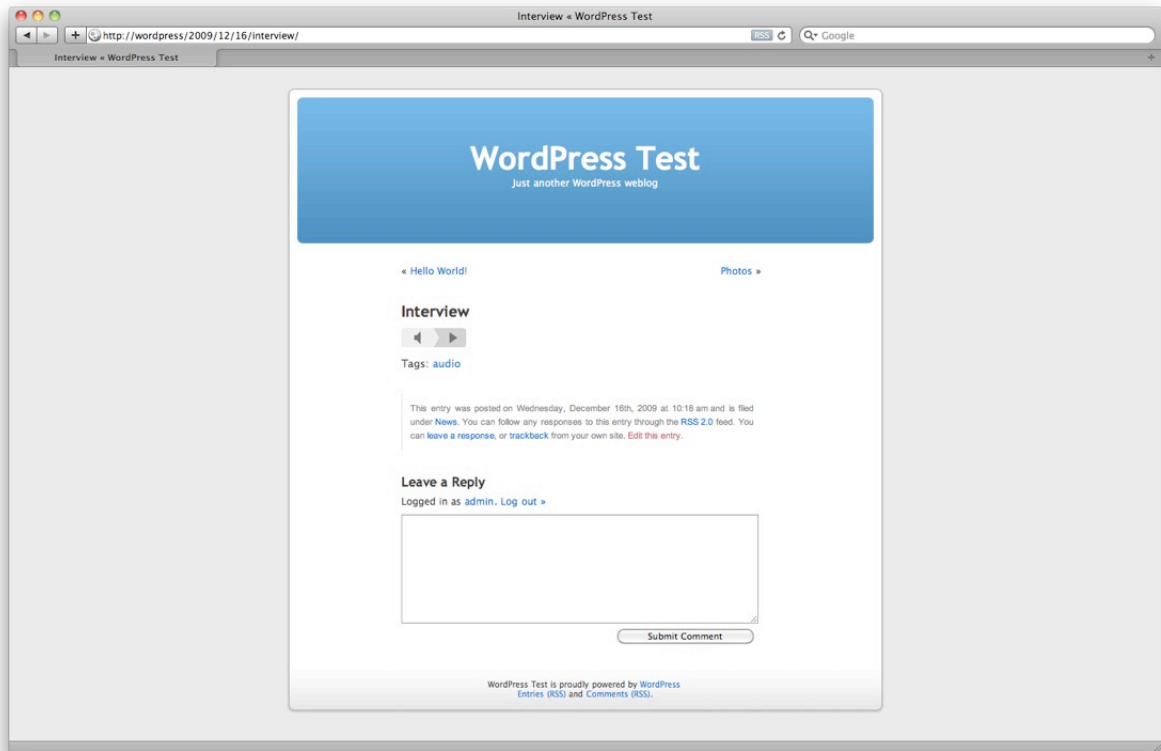 Interview « WordPress Test
http://wordpress/2009/12/16/interview/
RSS
Google
Interview « WordPress Test
WordPress Test
Just another WordPress weblog
« Hello World!
Photos »
Interview
Tags: audio
This entry was posted on Wednesday, December 16th, 2009 at 10:18 am and is filed
under News. You can follow any responses to this entry through the RSS 2.0 feed. You
can leave a response, or trackback from your own site. Edit this entry.
Leave a Reply
Logged in as admin. Log out »
Submit Comment
WordPress Test is proudly powered by WordPress
Entries (RSS) and Comments (RSS).